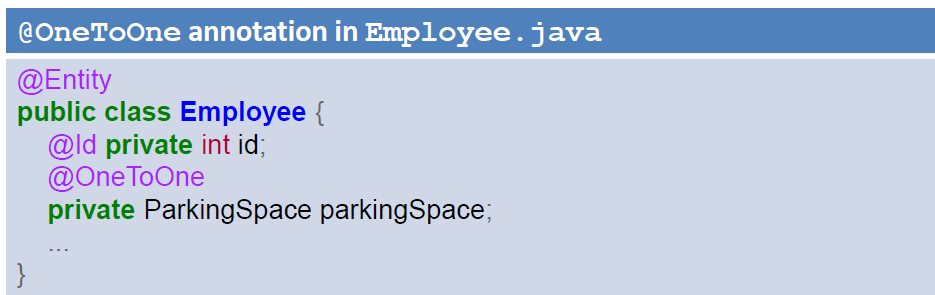 @OneToOne annotation in Employee.java
@Entity
public class Employee {
@Id private int id;
@OneToOne
private ParkingSpace parkingSpace;
...
}